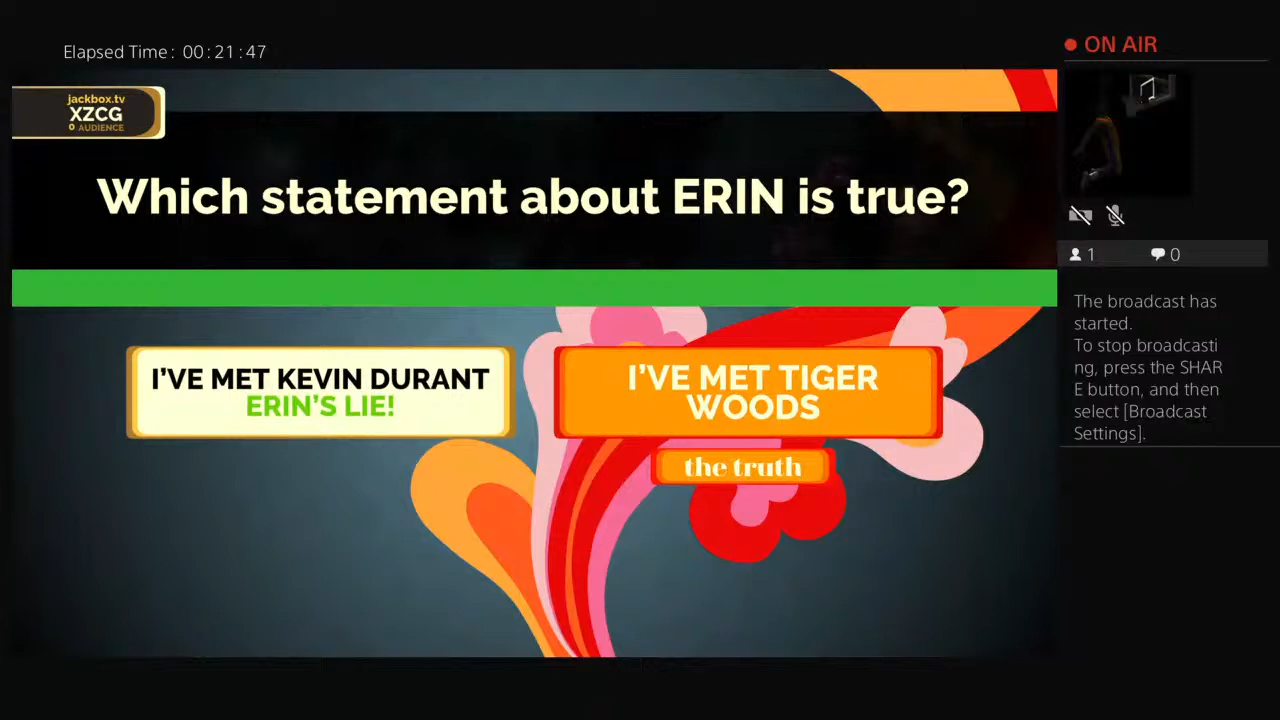 Elapsed Time: 00:21:47
ON AIR
jackbox.tv
XZCG
0 AUDIENCE
Which statement about ERIN is true?
1
0
The broadcast has
started.
To stop broadcasti
ng, press the SHAR
E button, and then
select [Broadcast
Settings].
I'VE MET KEVIN DURANT
ERIN'S LIE!
I'VE MET TIGER
WOODS
the truth